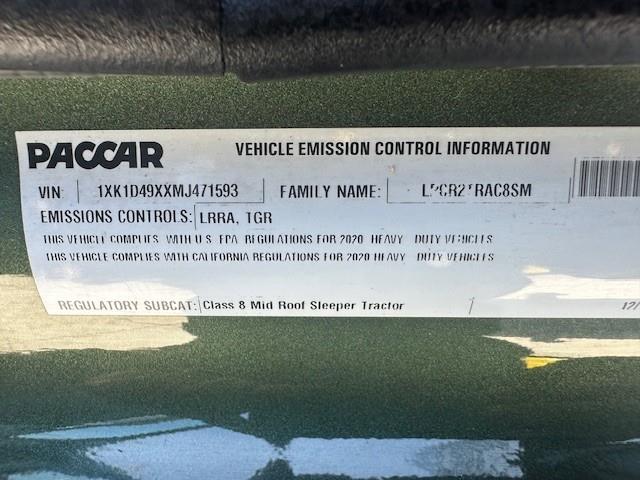 PACCAR VEHICLE EMISSION CONTROL INFORMATION
VIN: 1XK1D49XXMJ471593 FAMILY NAME:
EMISSIONS CONTROLS: LRRA, TGR
THIS VEHICLE COMPLIES WITH U.S. EPA REGULATIONS FOR 2020 HEAVY DUTY VEHICLES
THIS VEHICLE COMPLIES WITH CALIFORNIA REGULATIONS FOR 2020 HEAVY DUTY VEHICLES
REGULATORY SUBCAT: Class 8 Mid Roof Sleeper Tractor 12/